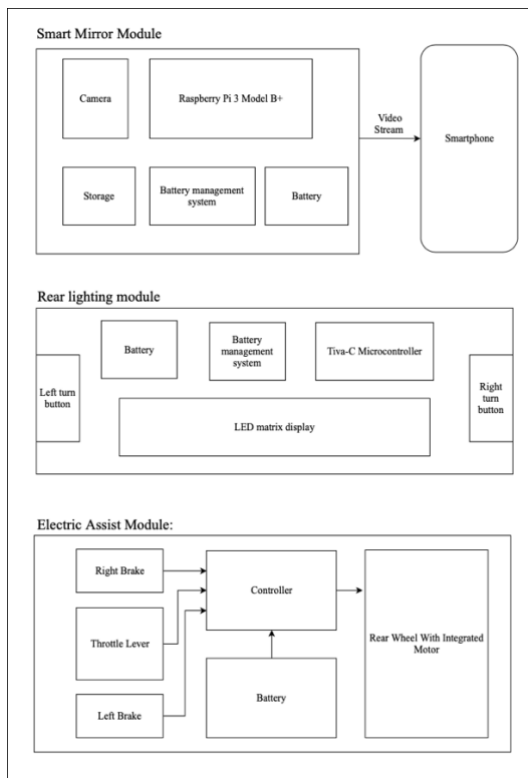 Smart Mirror Module
Camera
Raspberry Pi 3 Model B+
Video
Stream
Smartphone
Storage
Battery management
system
Battery
Rear lighting module
Battery
Battery
management
system
Tiva-C Microcontroller
Left turn
button
Right
turn
button
LED matrix display
Electric Assist Module:
Right Brake
Controller
Throttle Lever
Rear Wheel With Integrated
Motor
Battery
Left Brake